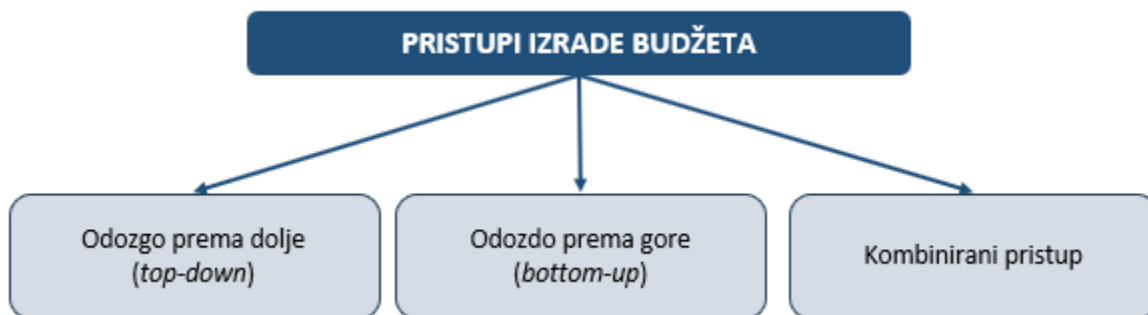 PRISTUPI IZRADE BUDŽETA
Odozgo prema dolje
(top-down)
Odozdo prema gore
(bottom-up)
Kombinirani pristup